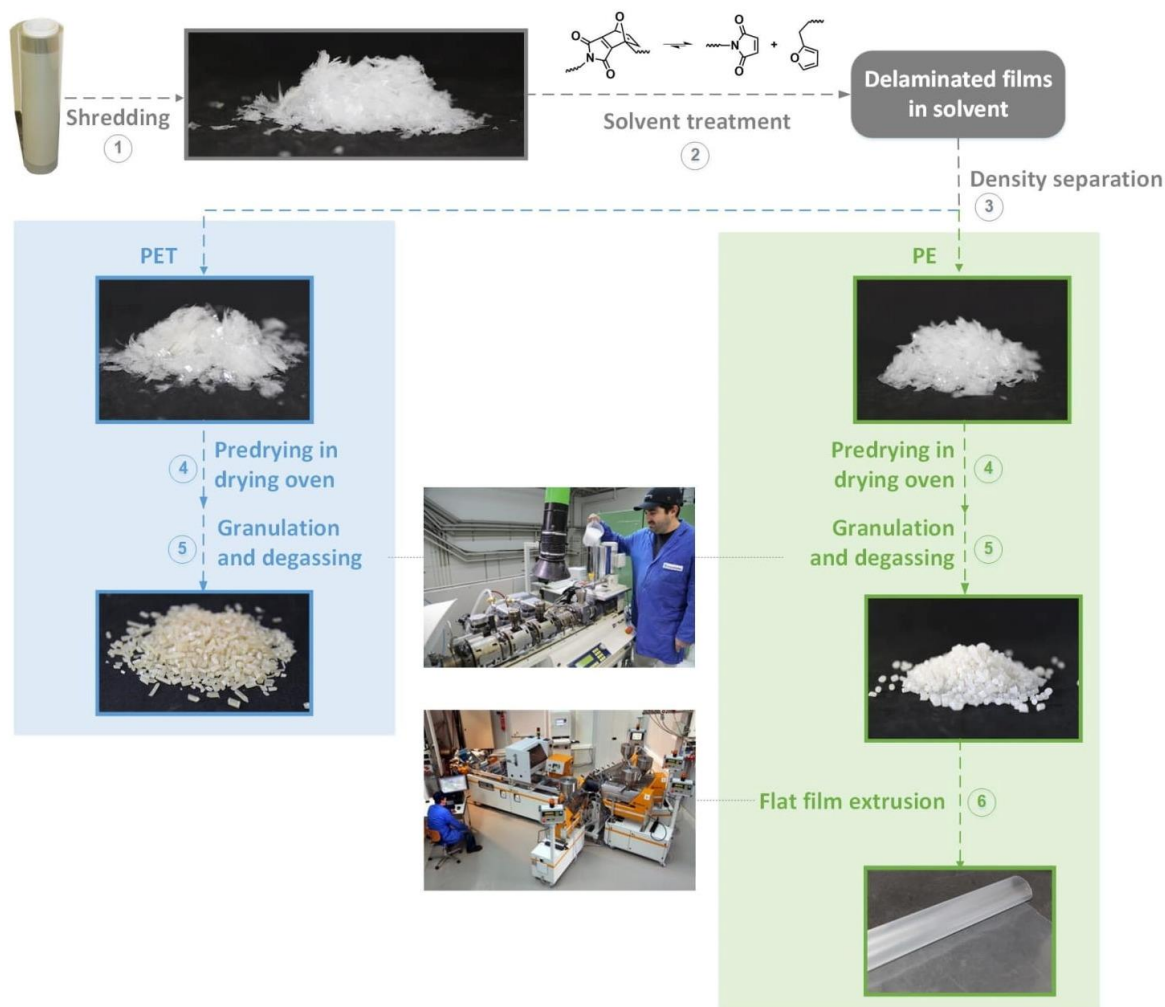 O
O
N
O
N
O
O
+
O
Shredding
1
Solvent treatment
2
Delaminated films
in solvent
Density separation
3
PET
PE
4
Predrying in
drying oven
5
Granulation
and degassing
Predrying in
drying oven
4
Granulation
and degassing
5
Flat film extrusion
6